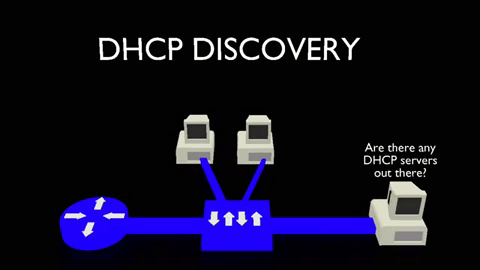 DHCP DISCOVERY
Are there any
DHCP servers
out there?